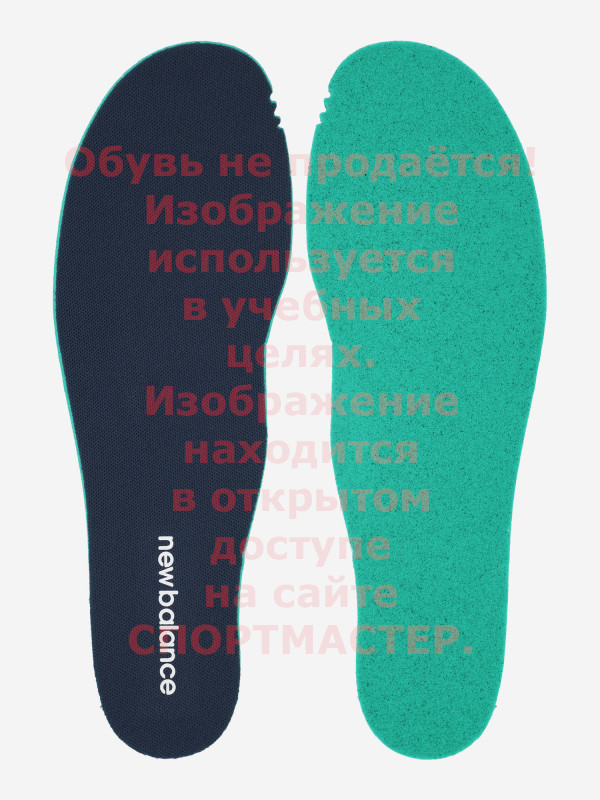 Обувь не продаётся!
Изображение
используется
в учебных
целях.
Изображение
находится
в открытом
доступе
на сайте
СПОРТМАСТЕР.
new balance